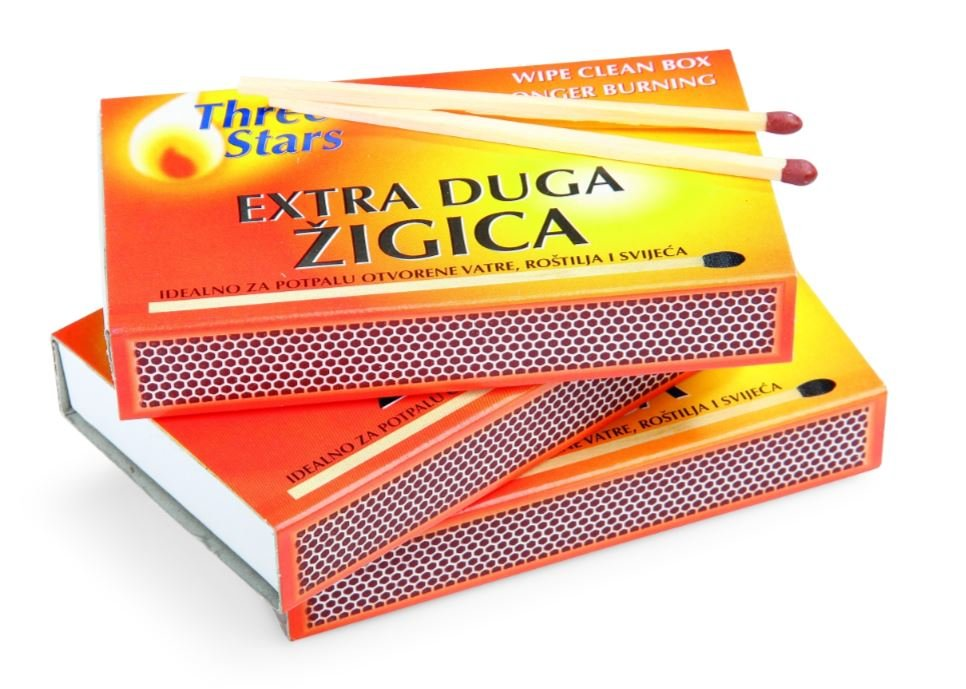 WIPE CLEAN BOX
BURNING
Three
Stars
EXTRA DUGA
ŽIGICA
IDEALNO ZA POTPALU OTVORENE VATRE, ROŠTILJA I SVIJEĆA
IDEALNO ZA POTPALU
VATRE, ROŠTILJA I SVIJEĆA